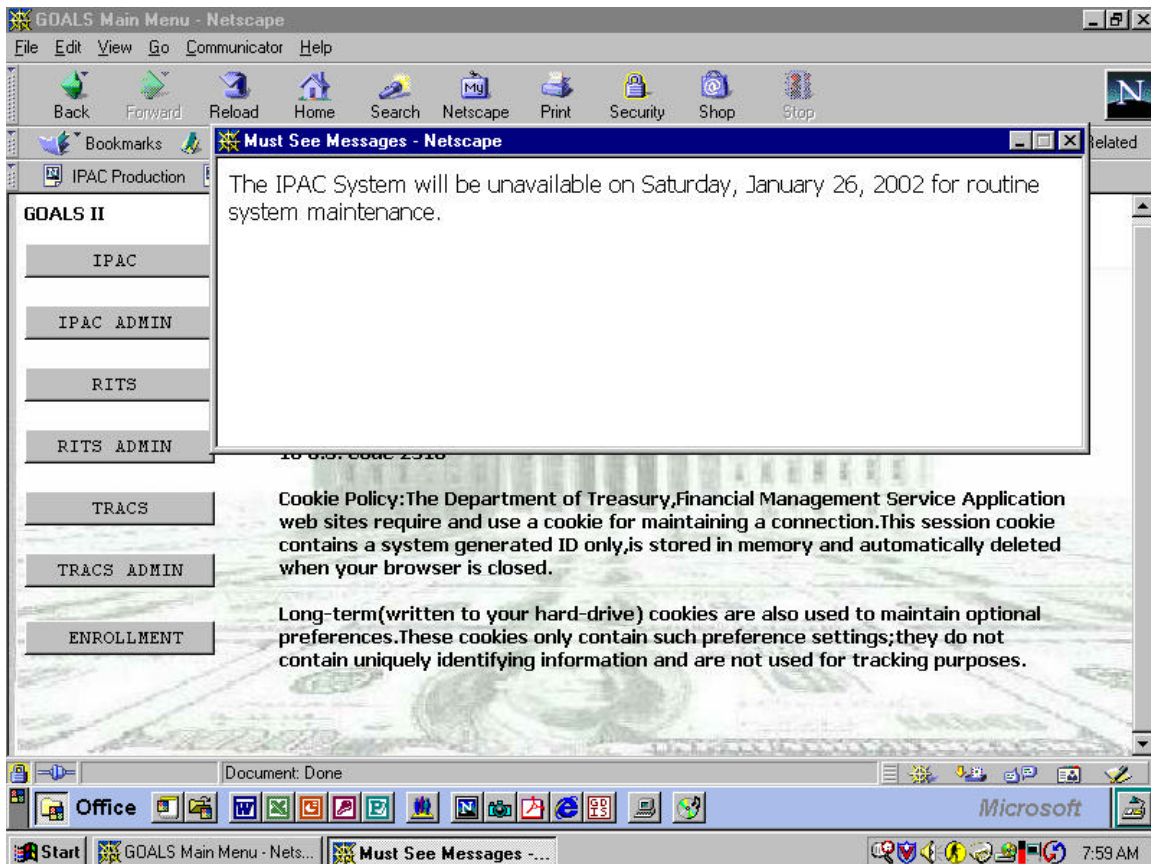 GOALS Main Menu - Netscape
File Edit View Go Communicator Help
Back Forward Reload Home Search Netscape Print Security Shop Stop
Bookmarks
Must See Messages - Netscape
Related
IPAC Production
The IPAC System will be unavailable on Saturday, January 26, 2002 for routine
system maintenance.
GOALS II
IPAC
IPAC ADMIN
RITS
RITS ADMIN
TRACS
TRACS ADMIN
ENROLLMENT
Cookie Policy:The Department of Treasury,Financial Management Service Application
web sites require and use a cookie for maintaining a connection.This session cookie
contains a system generated ID only,is stored in memory and automatically deleted
when your browser is closed.
Long-term(written to your hard-drive) cookies are also used to maintain optional
preferences.These cookies only contain such preference settings;they do not
contain uniquely identifying information and are not used for tracking purposes.
Document: Done
Office
Microsoft
Start GOALS Main Menu - Nets... Must See Messages -... 7:59 AM